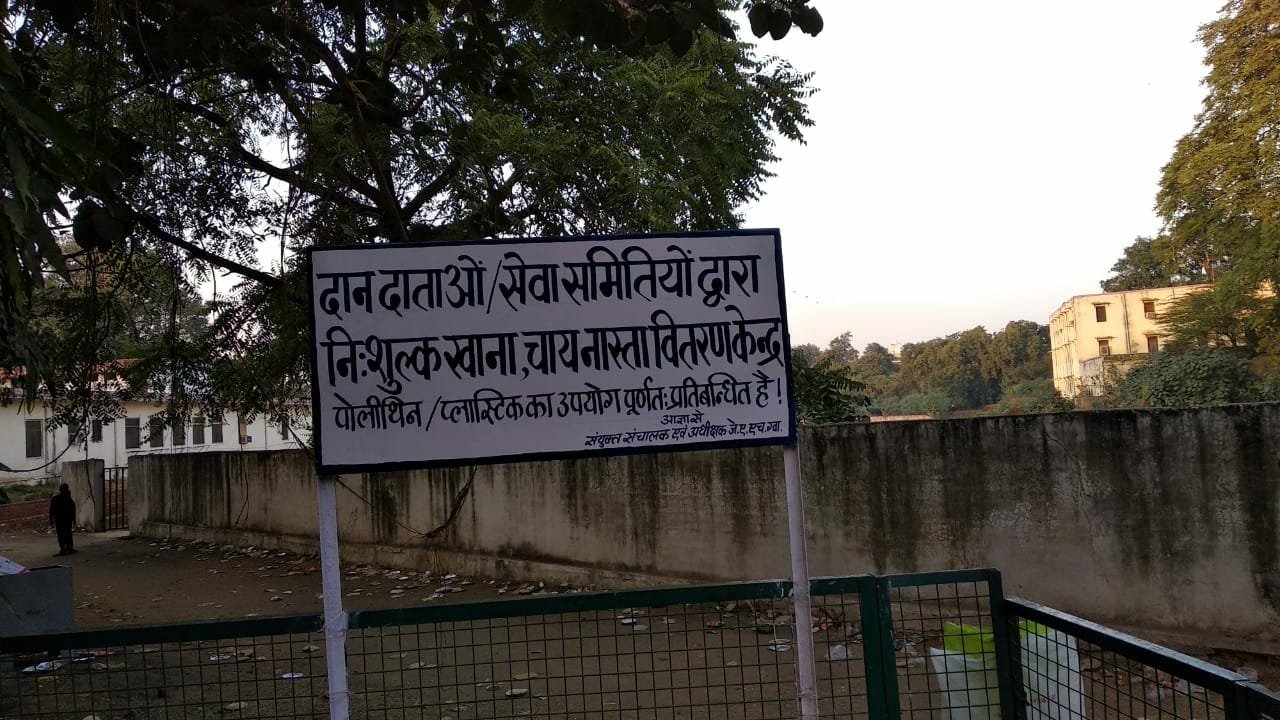 दान दाताओं/सेवा समितियों द्वारा
निःशुल्क खाना, चाय नास्ता वितरण केन्द्र
पोलीथिन/प्लास्टिक का उपयोग पूर्णतः प्रतिबन्धित है!
आज्ञा से
संयुक्त संचालक एवं अधीक्षक जे.ए.एच.ग्वा.